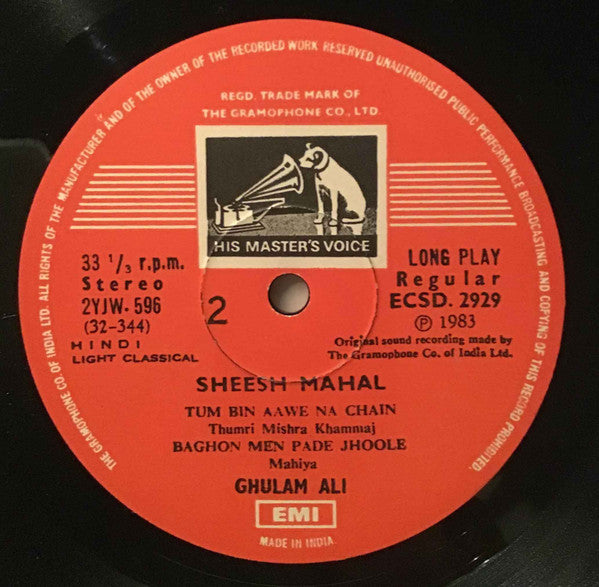 THE GRAMOPHONE CO. OF INDIA LTD. ALL RIGHTS OF THE MANUFACTURER AND OF THE OWNER OF THE RECORDED WORK RESERVED UNAUTHORISED PUBLIC PERFORMANCE BROADCASTING AND COPYING OF THIS RECORD PROHIBITED.
REGD. TRADE MARK OF
THE GRAMOPHONE CO., LTD
HIS MASTER'S VOICE
33 1/3 r.p.m.
Stereo
2YJW. 596
(32-344)
HINDI
LIGHT CLASSICAL
2
LONG PLAY
Regular
ECSD. 2929
Ⓟ 1983
Original sound recording made by
The Gramophone Co. of India Ltd.
SHEESH MAHAL
TUM BIN AAWE NA CHAIN
Thumri Mishra Khammaj
BAGHON MEN PADE JHOOLE
Mahiya
GHULAM ALI
EMI
MADE IN INDIA.